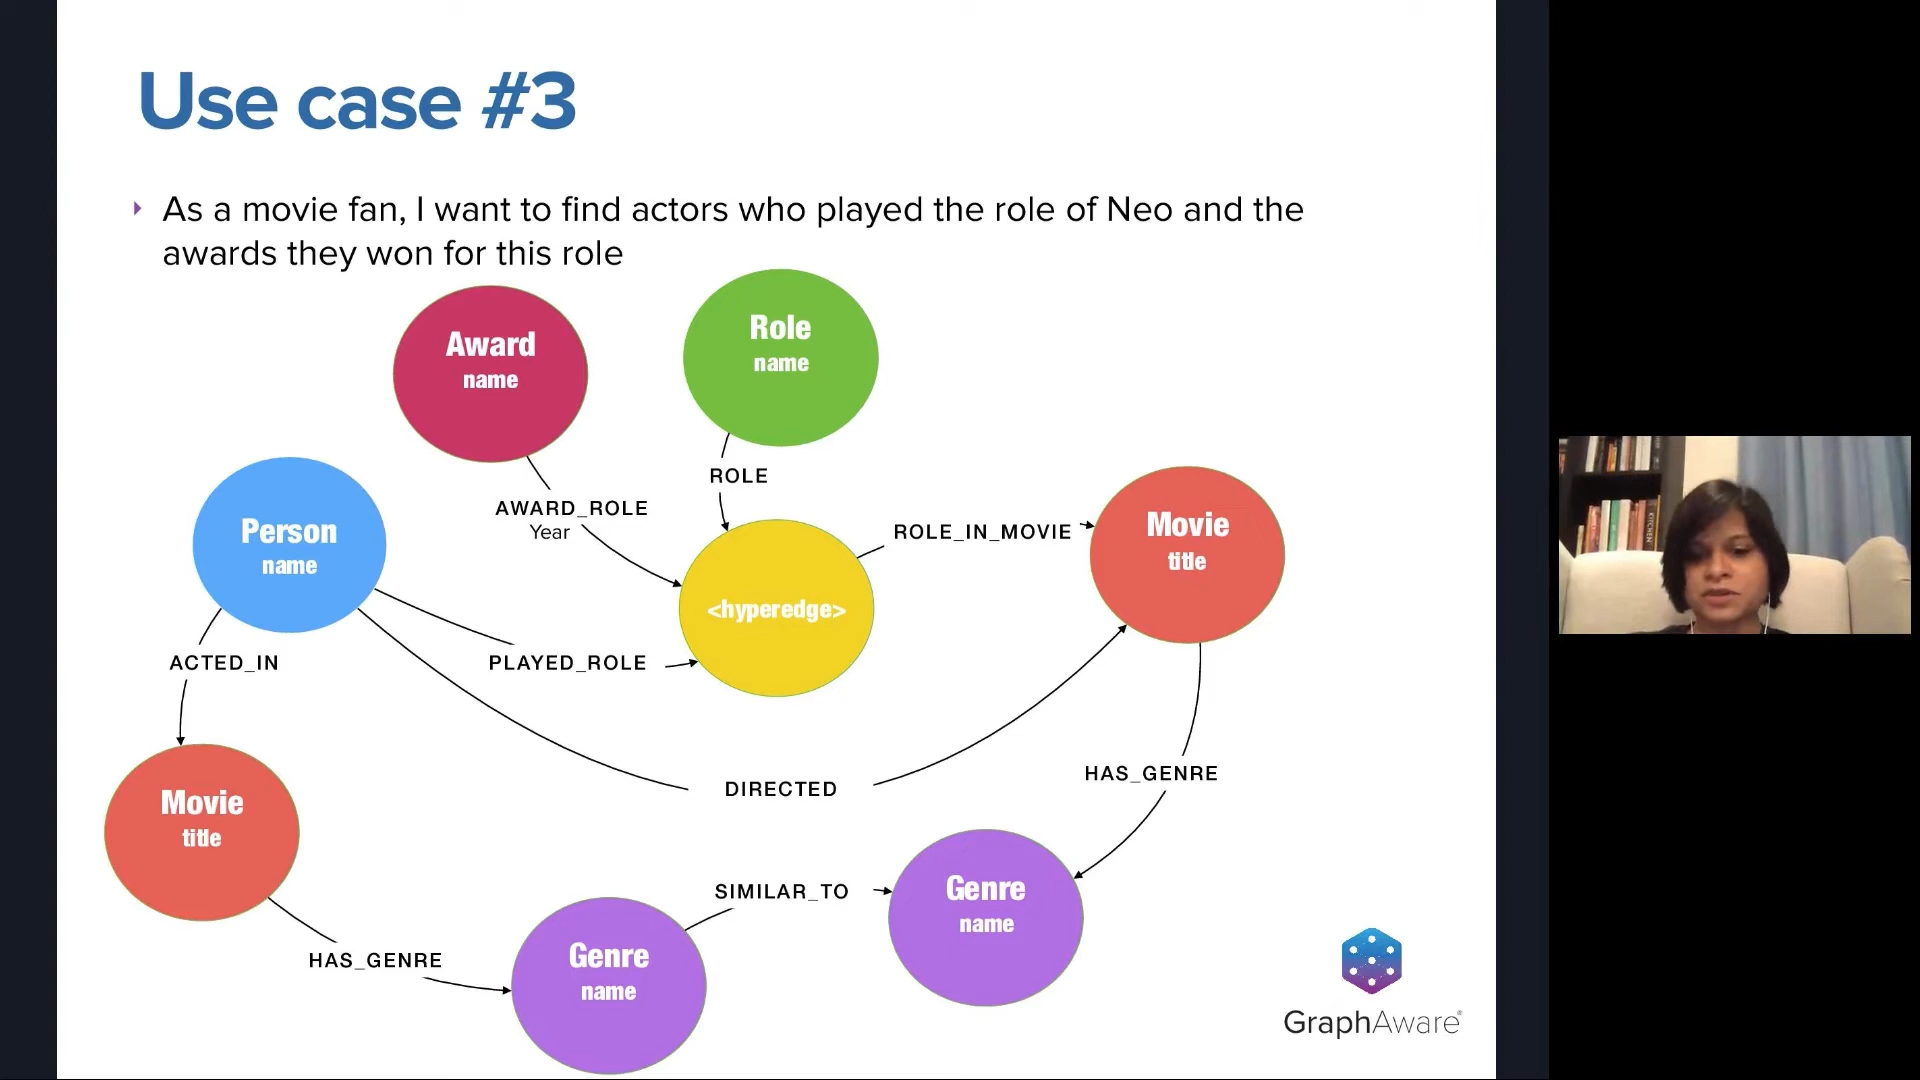 Use case #3
As a movie fan, I want to find actors who played the role of Neo and the
awards they won for this role
Award
name
Role
name
Person
name
AWARD_ROLE
Year
ROLE
<hyperedge>
ROLE_IN_MOVIE
Movie
title
ACTED_IN
PLAYED_ROLE
DIRECTED
HAS_GENRE
Movie
title
HAS_GENRE
Genre
name
SIMILAR_TO
Genre
name
GraphAware®